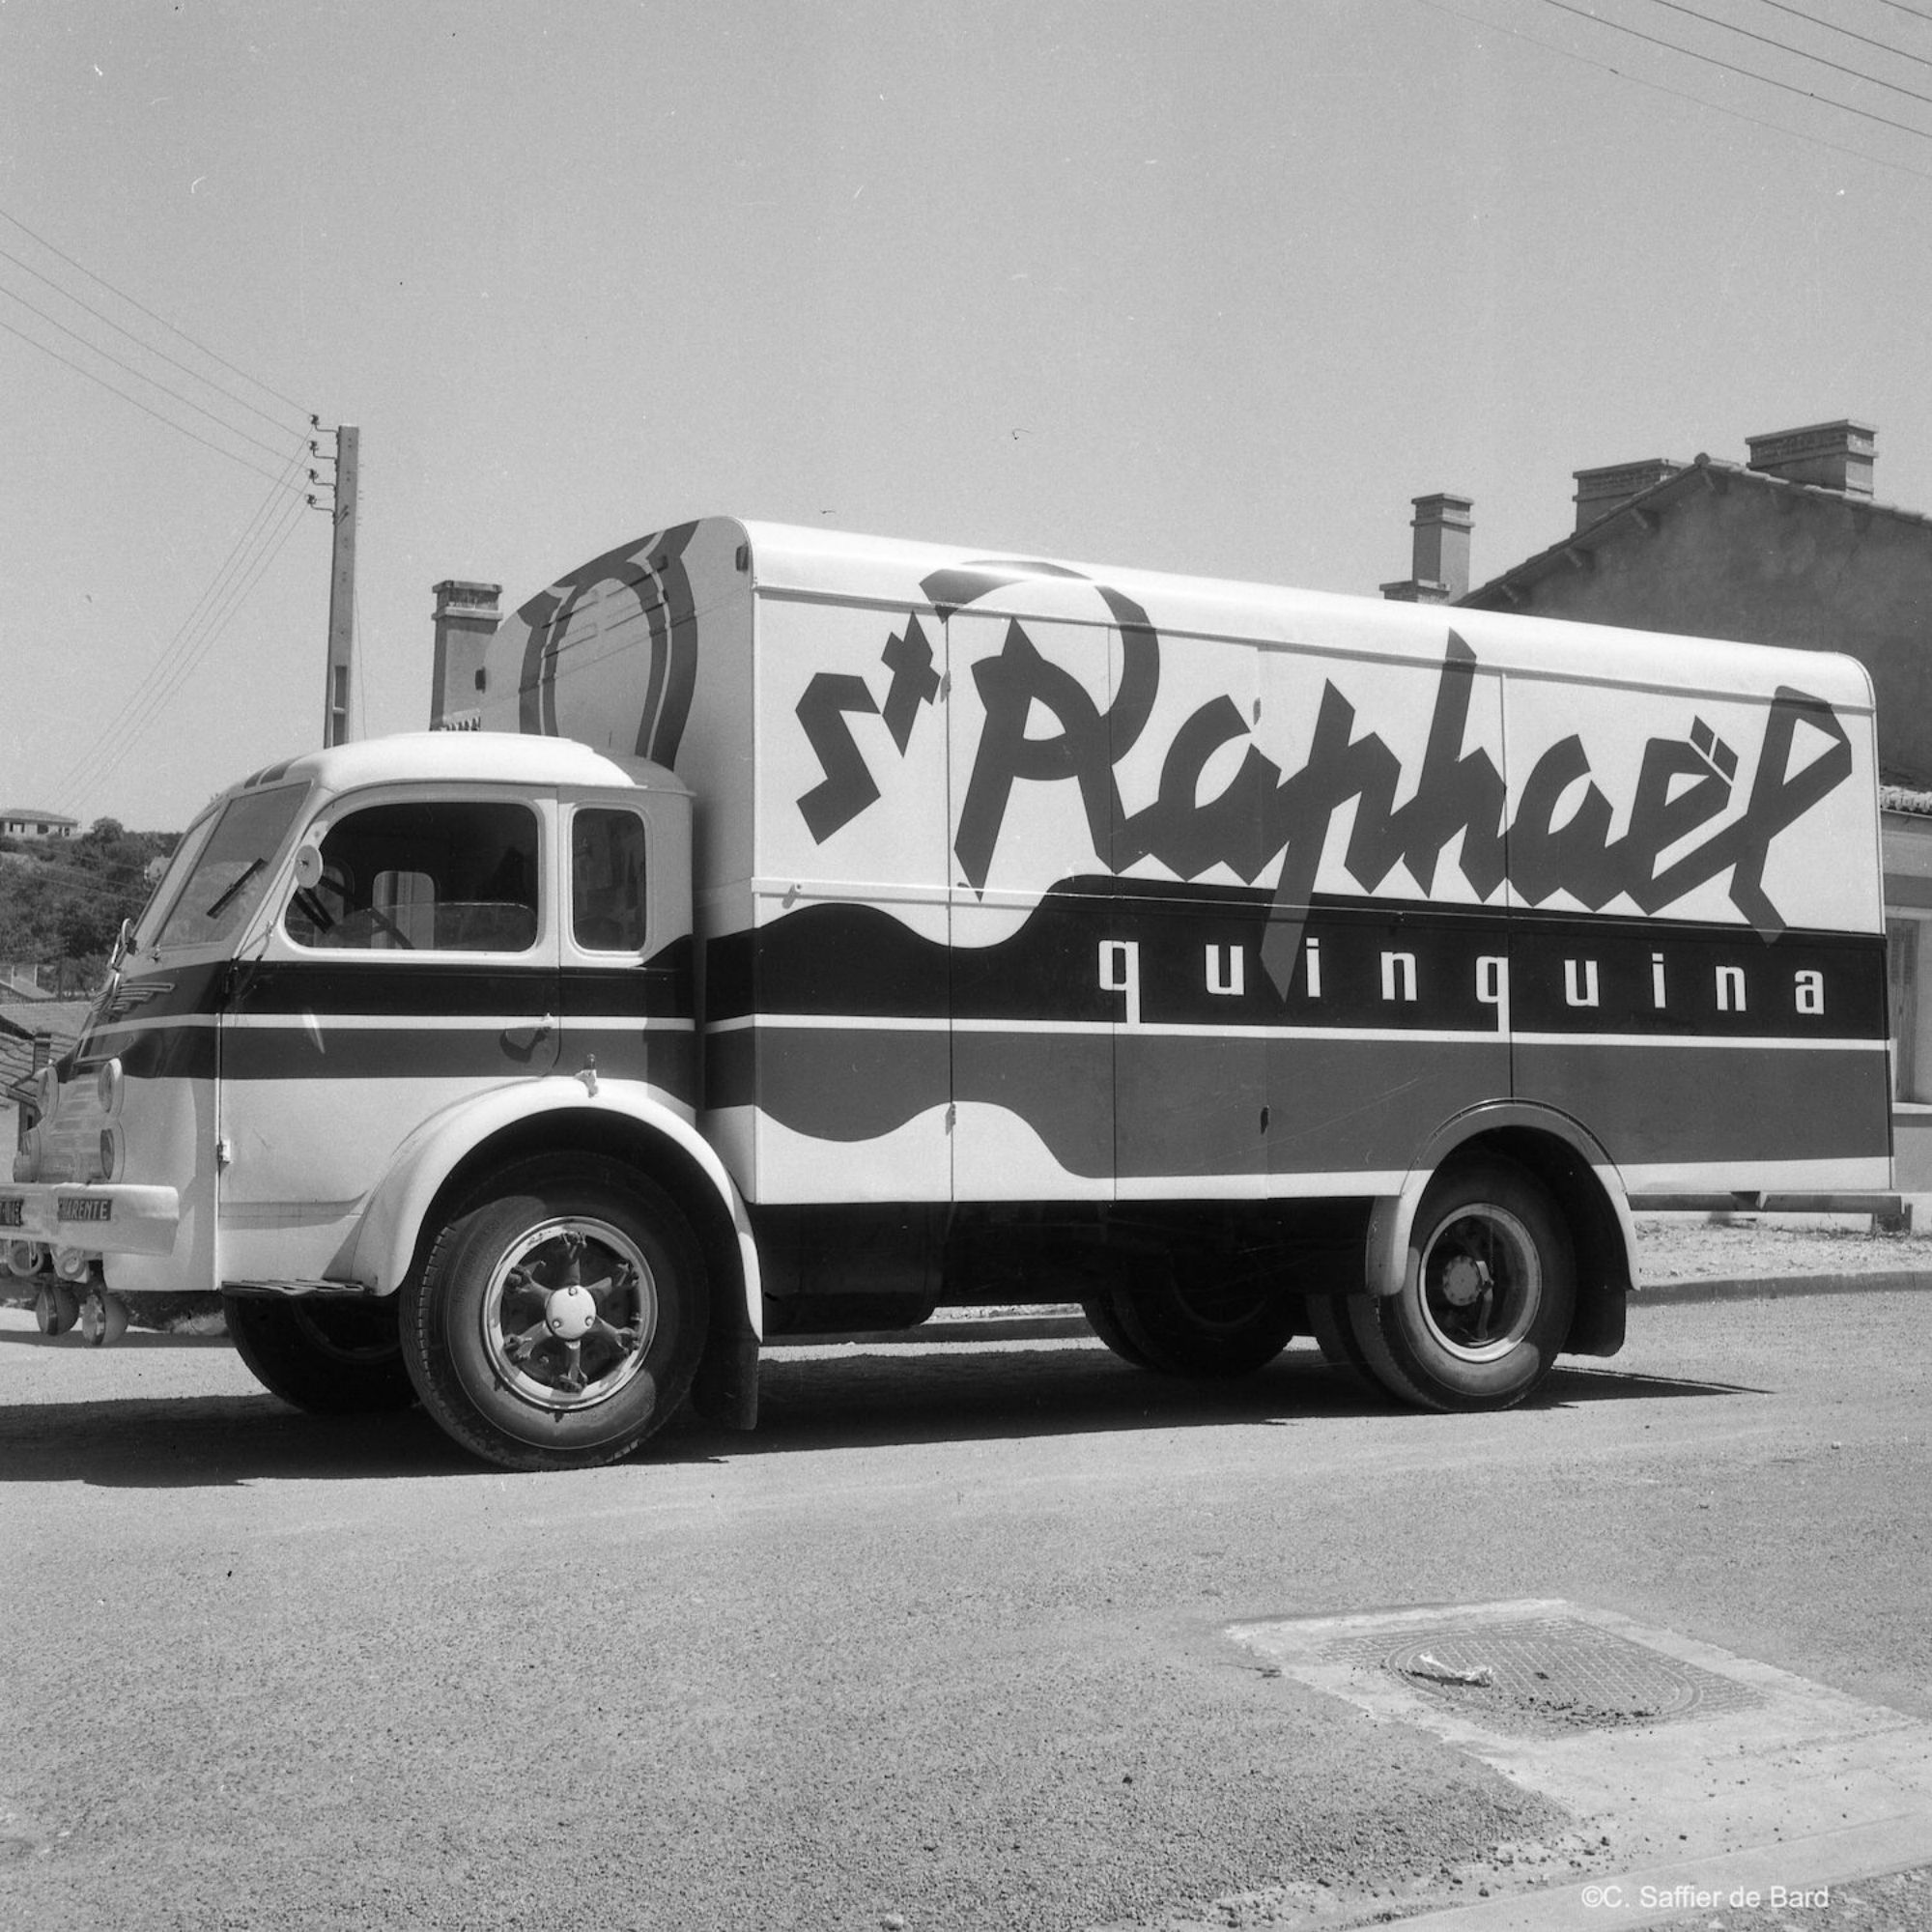 St Raphaël
quinquina
CHARENTE
©C. Saffier de Bard